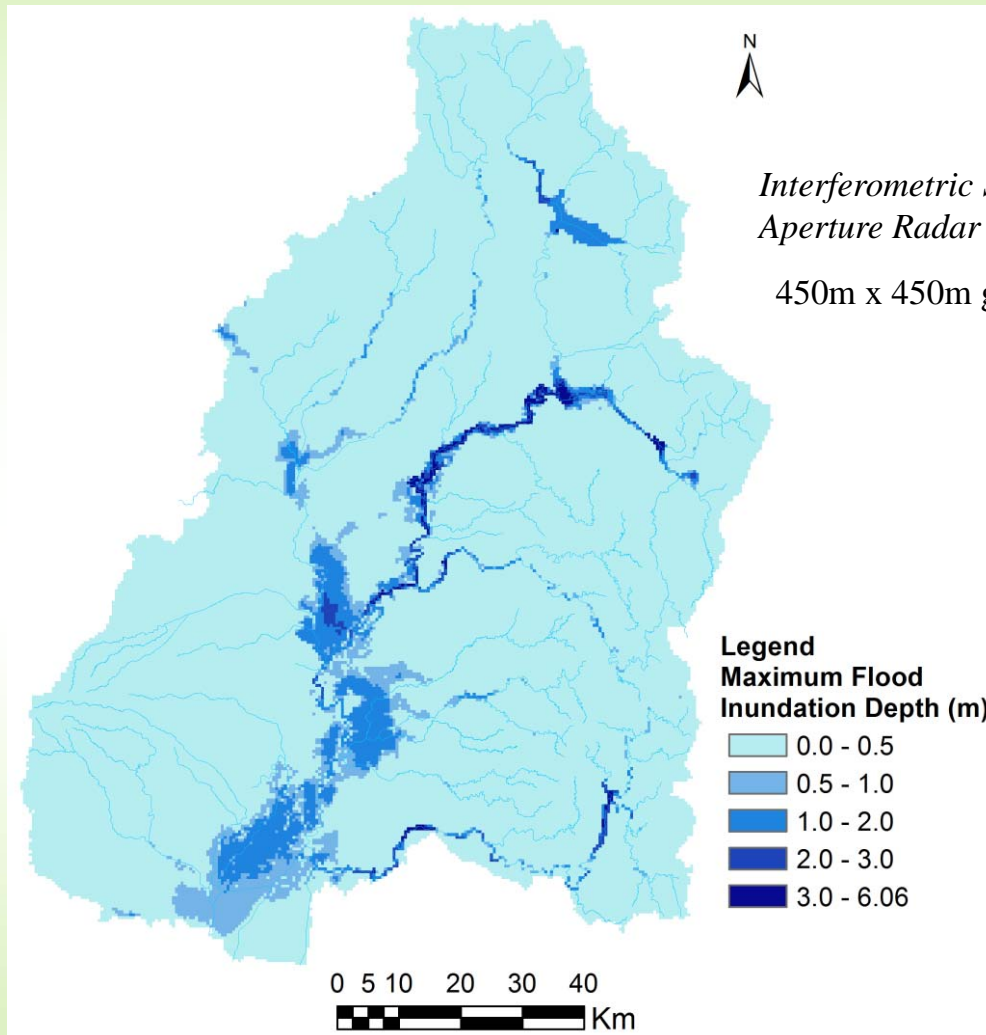 N
Interferometric
Aperture Radar
450m x 450m
Legend
Maximum Flood
Inundation Depth (m)
0.0 - 0.5
0.5 - 1.0
1.0 - 2.0
2.0 - 3.0
3.0 - 6.06
0 5 10 20 30 40
Km